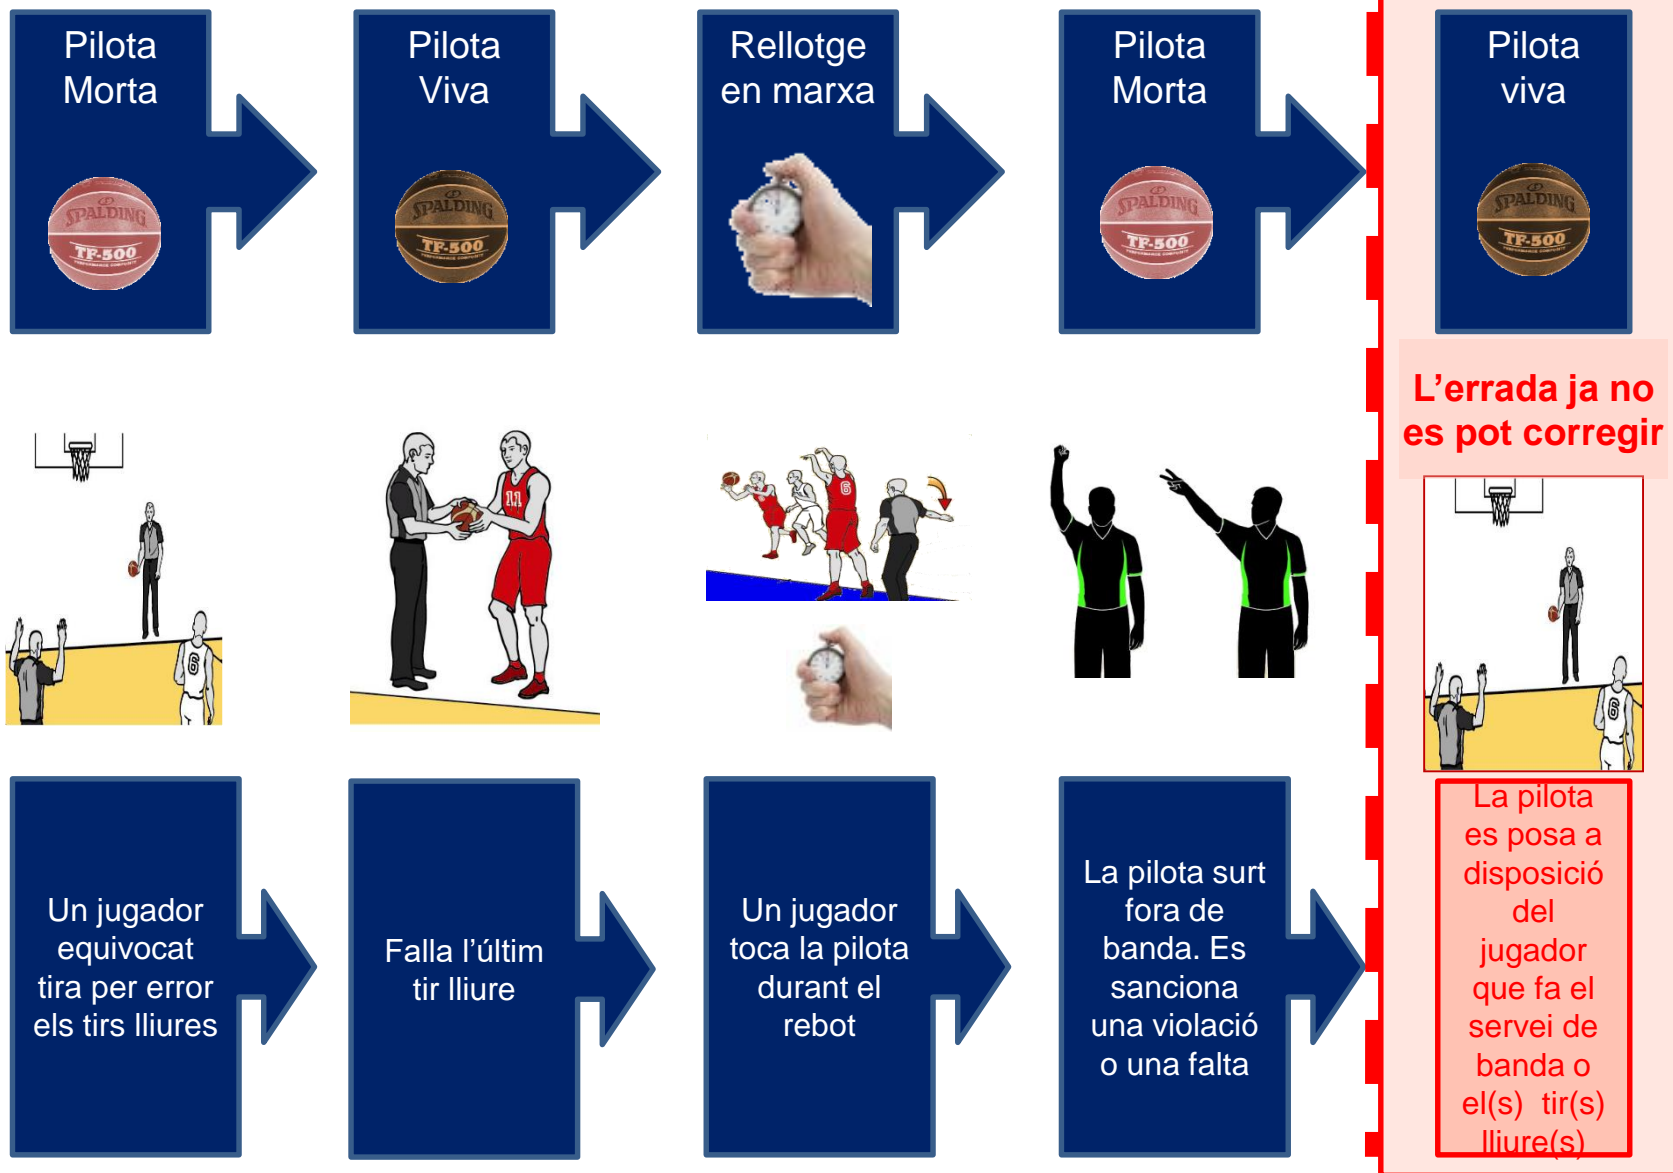 Pilota
Morta
Pilota
Viva
Rellotge
en marxa
Pilota
Morta
Pilota
viva
SPALDING
TF-500
SPALDING
TF-500
SPALDING
TF-500
SPALDING
TF-500
L'errada ja no
es pot corregir
6
11
6
6
Un jugador
equivocat
tira per error
els tirs lliures
Falla l'últim
tir lliure
Un jugador
toca la pilota
durant el
rebot
La pilota surt
fora de
banda. Es
sanciona
una violació
o una falta
La pilota
es posa a
disposició
del
jugador
que fa el
servei de
banda o
el(s) tir(s)
lliure(s)